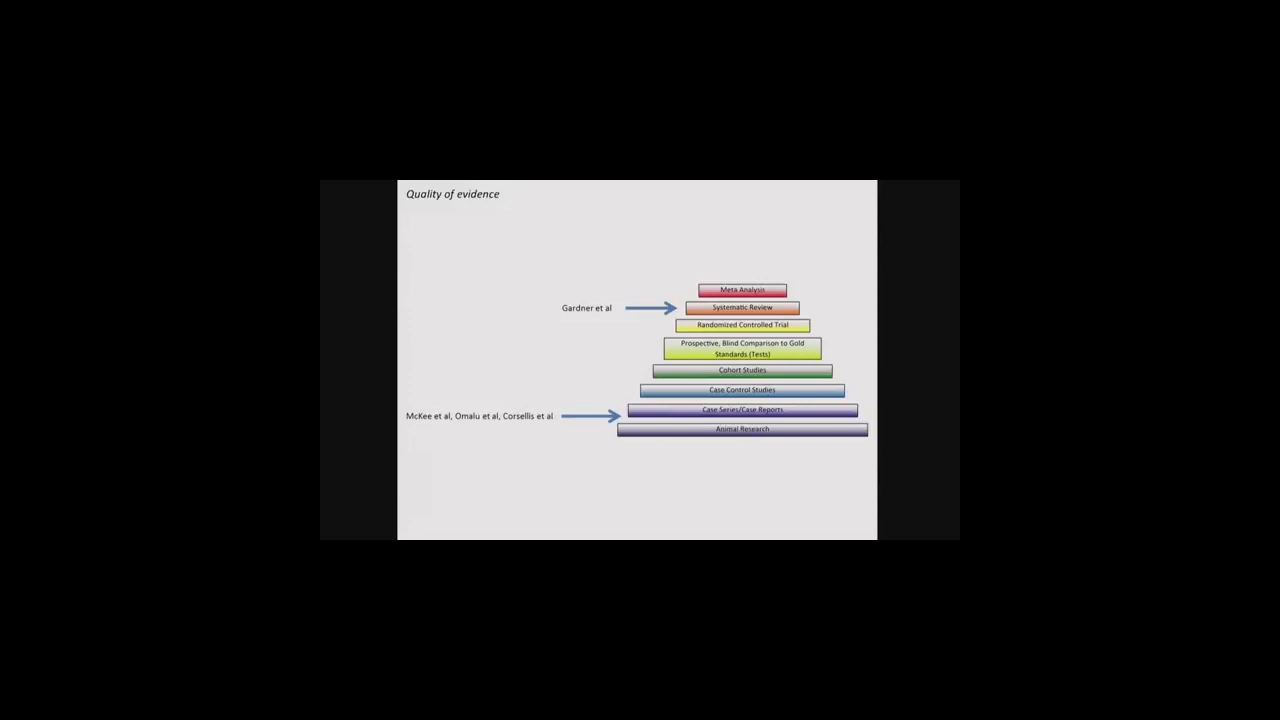 Quality of evidence
Meta Analysis
Gardner et al
Systematic Review
Randomized Controlled Trial
Prospective, Blind Comparison to Gold
Standards (Tests)
Cohort Studies
Case Control Studies
McKee et al, Omalu et al, Corsellis et al
Case Series/Case Reports
Animal Research